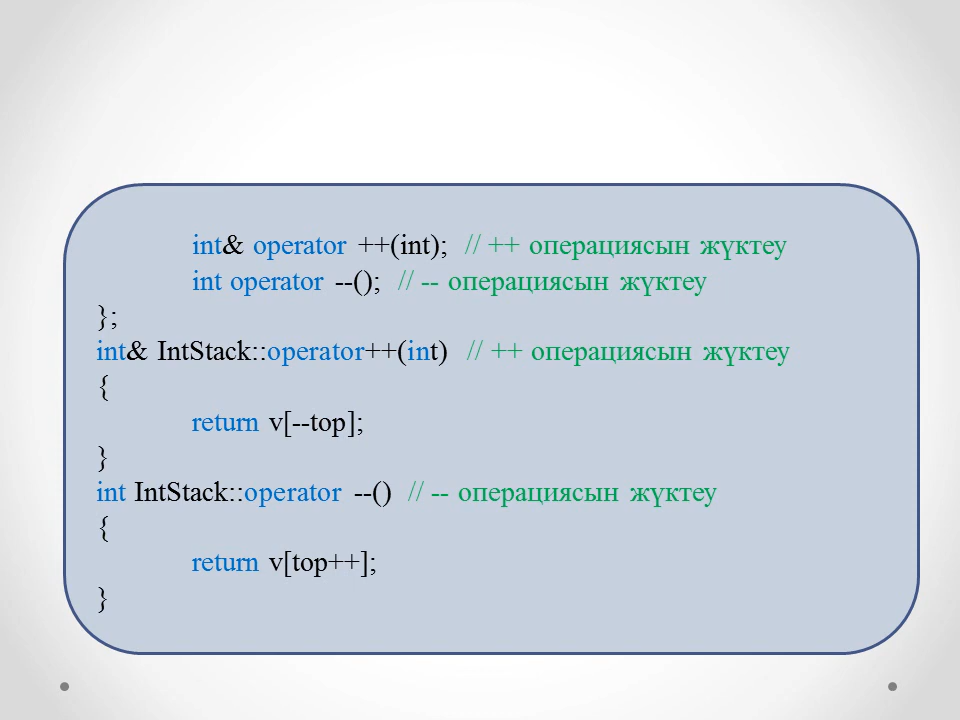 int& operator ++(int); // ++ операциясын жүктеу
int operator --(); // -- операциясын жүктеу
};
int& IntStack::operator++(int) // ++ операциясын жүктеу
{
return v[--top];
}
int IntStack::operator --() // -- операциясын жүктеу
{
return v[top++];
}